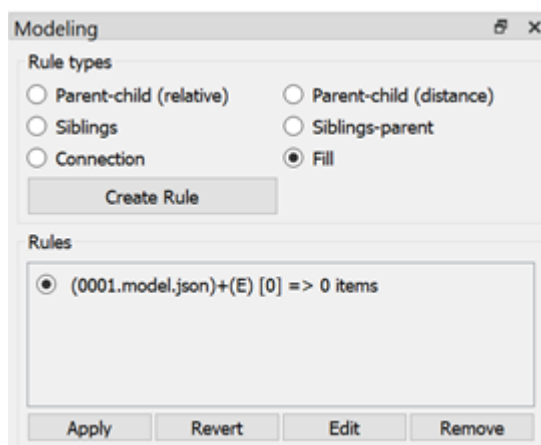 Modeling
Rule types
Parent-child (relative) Parent-child (distance)
Siblings Siblings-parent
Connection Fill
Create Rule
Rules
(0001.model.json)+(E) [0] => 0 items
Apply Revert Edit Remove